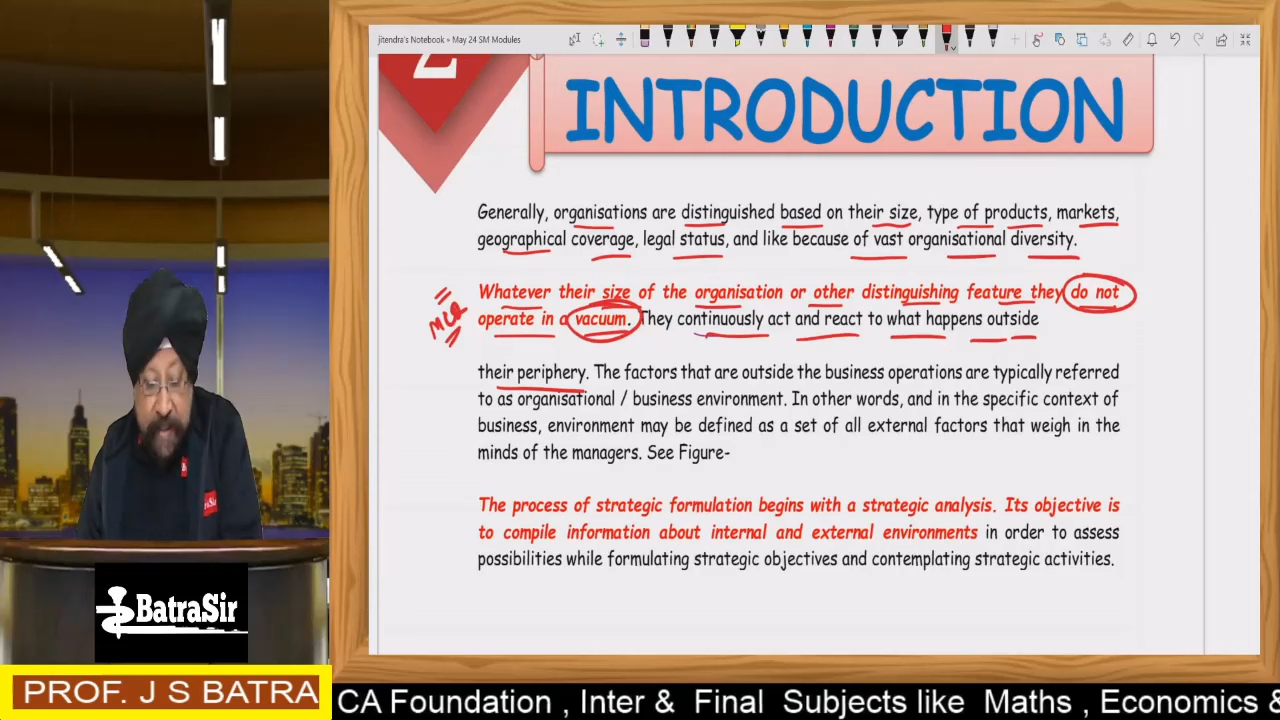 jitendra's Notebook » May 24 SM Modules
2
INTRODUCTION
Generally, organisations are distinguished based on their size, type of products, markets,
geographical coverage, legal status, and like because of vast organisational diversity.
Whatever their size of the organisation or other distinguishing feature they do not
operate in a vacuum. They continuously act and react to what happens outside
MCQ
their periphery. The factors that are outside the business operations are typically referred
to as organisational / business environment. In other words, and in the specific context of
business, environment may be defined as a set of all external factors that weigh in the
minds of the managers. See Figure-
The process of strategic formulation begins with a strategic analysis. Its objective is
to compile information about internal and external environments in order to assess
possibilities while formulating strategic objectives and contemplating strategic activities.
BatraSir
PROF. J S BATRA
CA Foundation , Inter & Final Subjects like Maths , Economics &